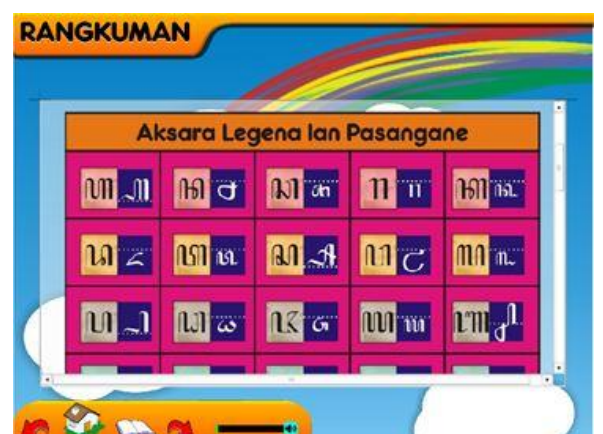 RANGKUMAN
Aksara Legena lan Pasangane
ꦲ ꧀ꦲ ꦤ ꧀ꦤ ꦕ ꧀ꦕ ꦫ ꧀ꦫ ꦏ ꧀ꦏ
ꦢ ꧀ꦢ ꦠ ꧀ꦠ ꦱ ꧀ꦱ ꦮ ꧀ꦮ ꦭ ꧀ꦭ
ꦥ ꧀ꦥ ꦝ ꧀ꦝ ꦗ ꧀ꦗ ꦪ ꧀ꦪ ꦚ ꧀ꦚ